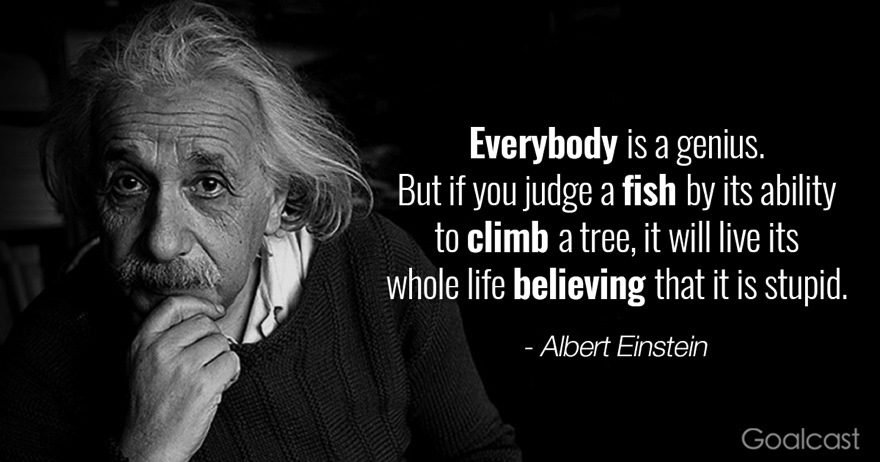 Everybody is a genius.
But if you judge a fish by its ability
to climb a tree, it will live its
whole life believing that it is stupid.
- Albert Einstein
Goalcast